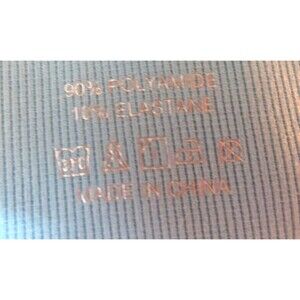 90% POLYAMIDE
10% ELASTANE
MADE IN CHINA